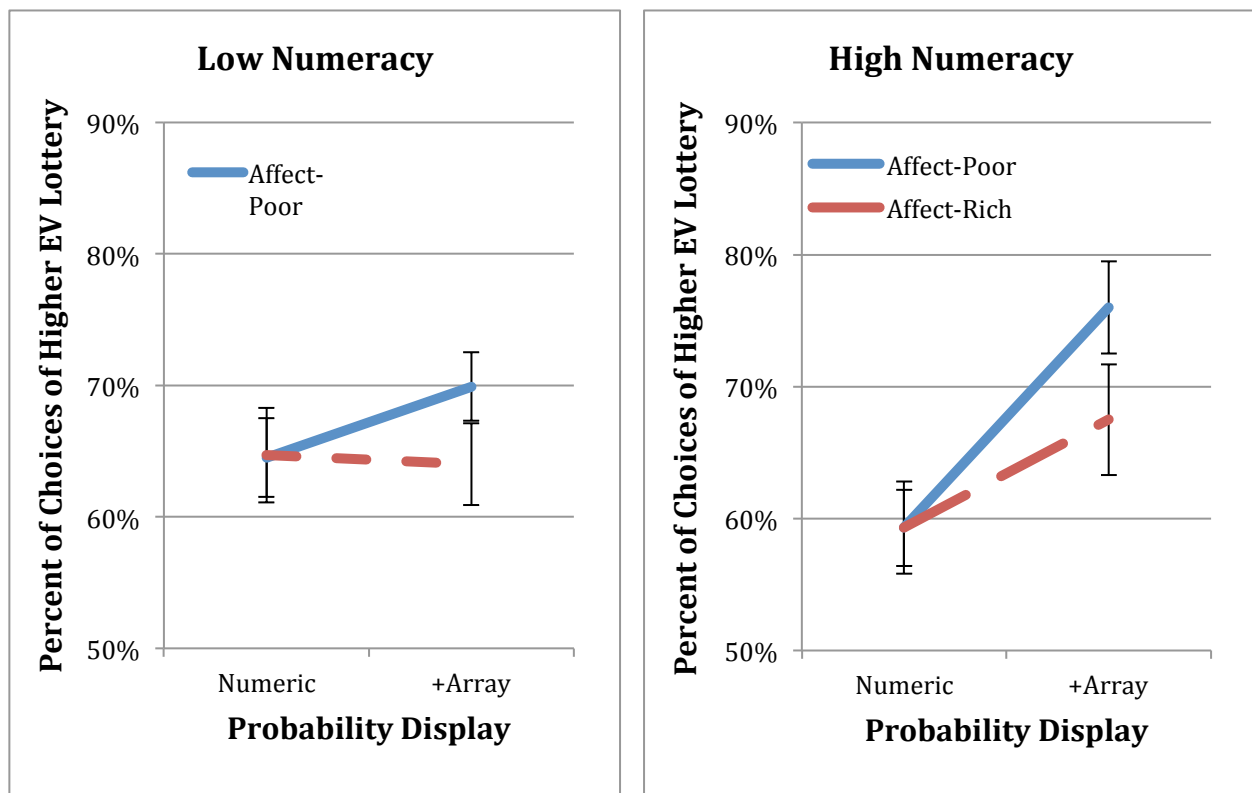 Low Numeracy
Percent of Choices of Higher EV Lottery
90%
80%
70%
60%
50%
Affect-
Poor
Numeric
+Array
Probability Display
High Numeracy
Percent of Choices of Higher EV Lottery
90%
80%
70%
60%
50%
Affect-Poor
Affect-Rich
Numeric
+Array
Probability Display